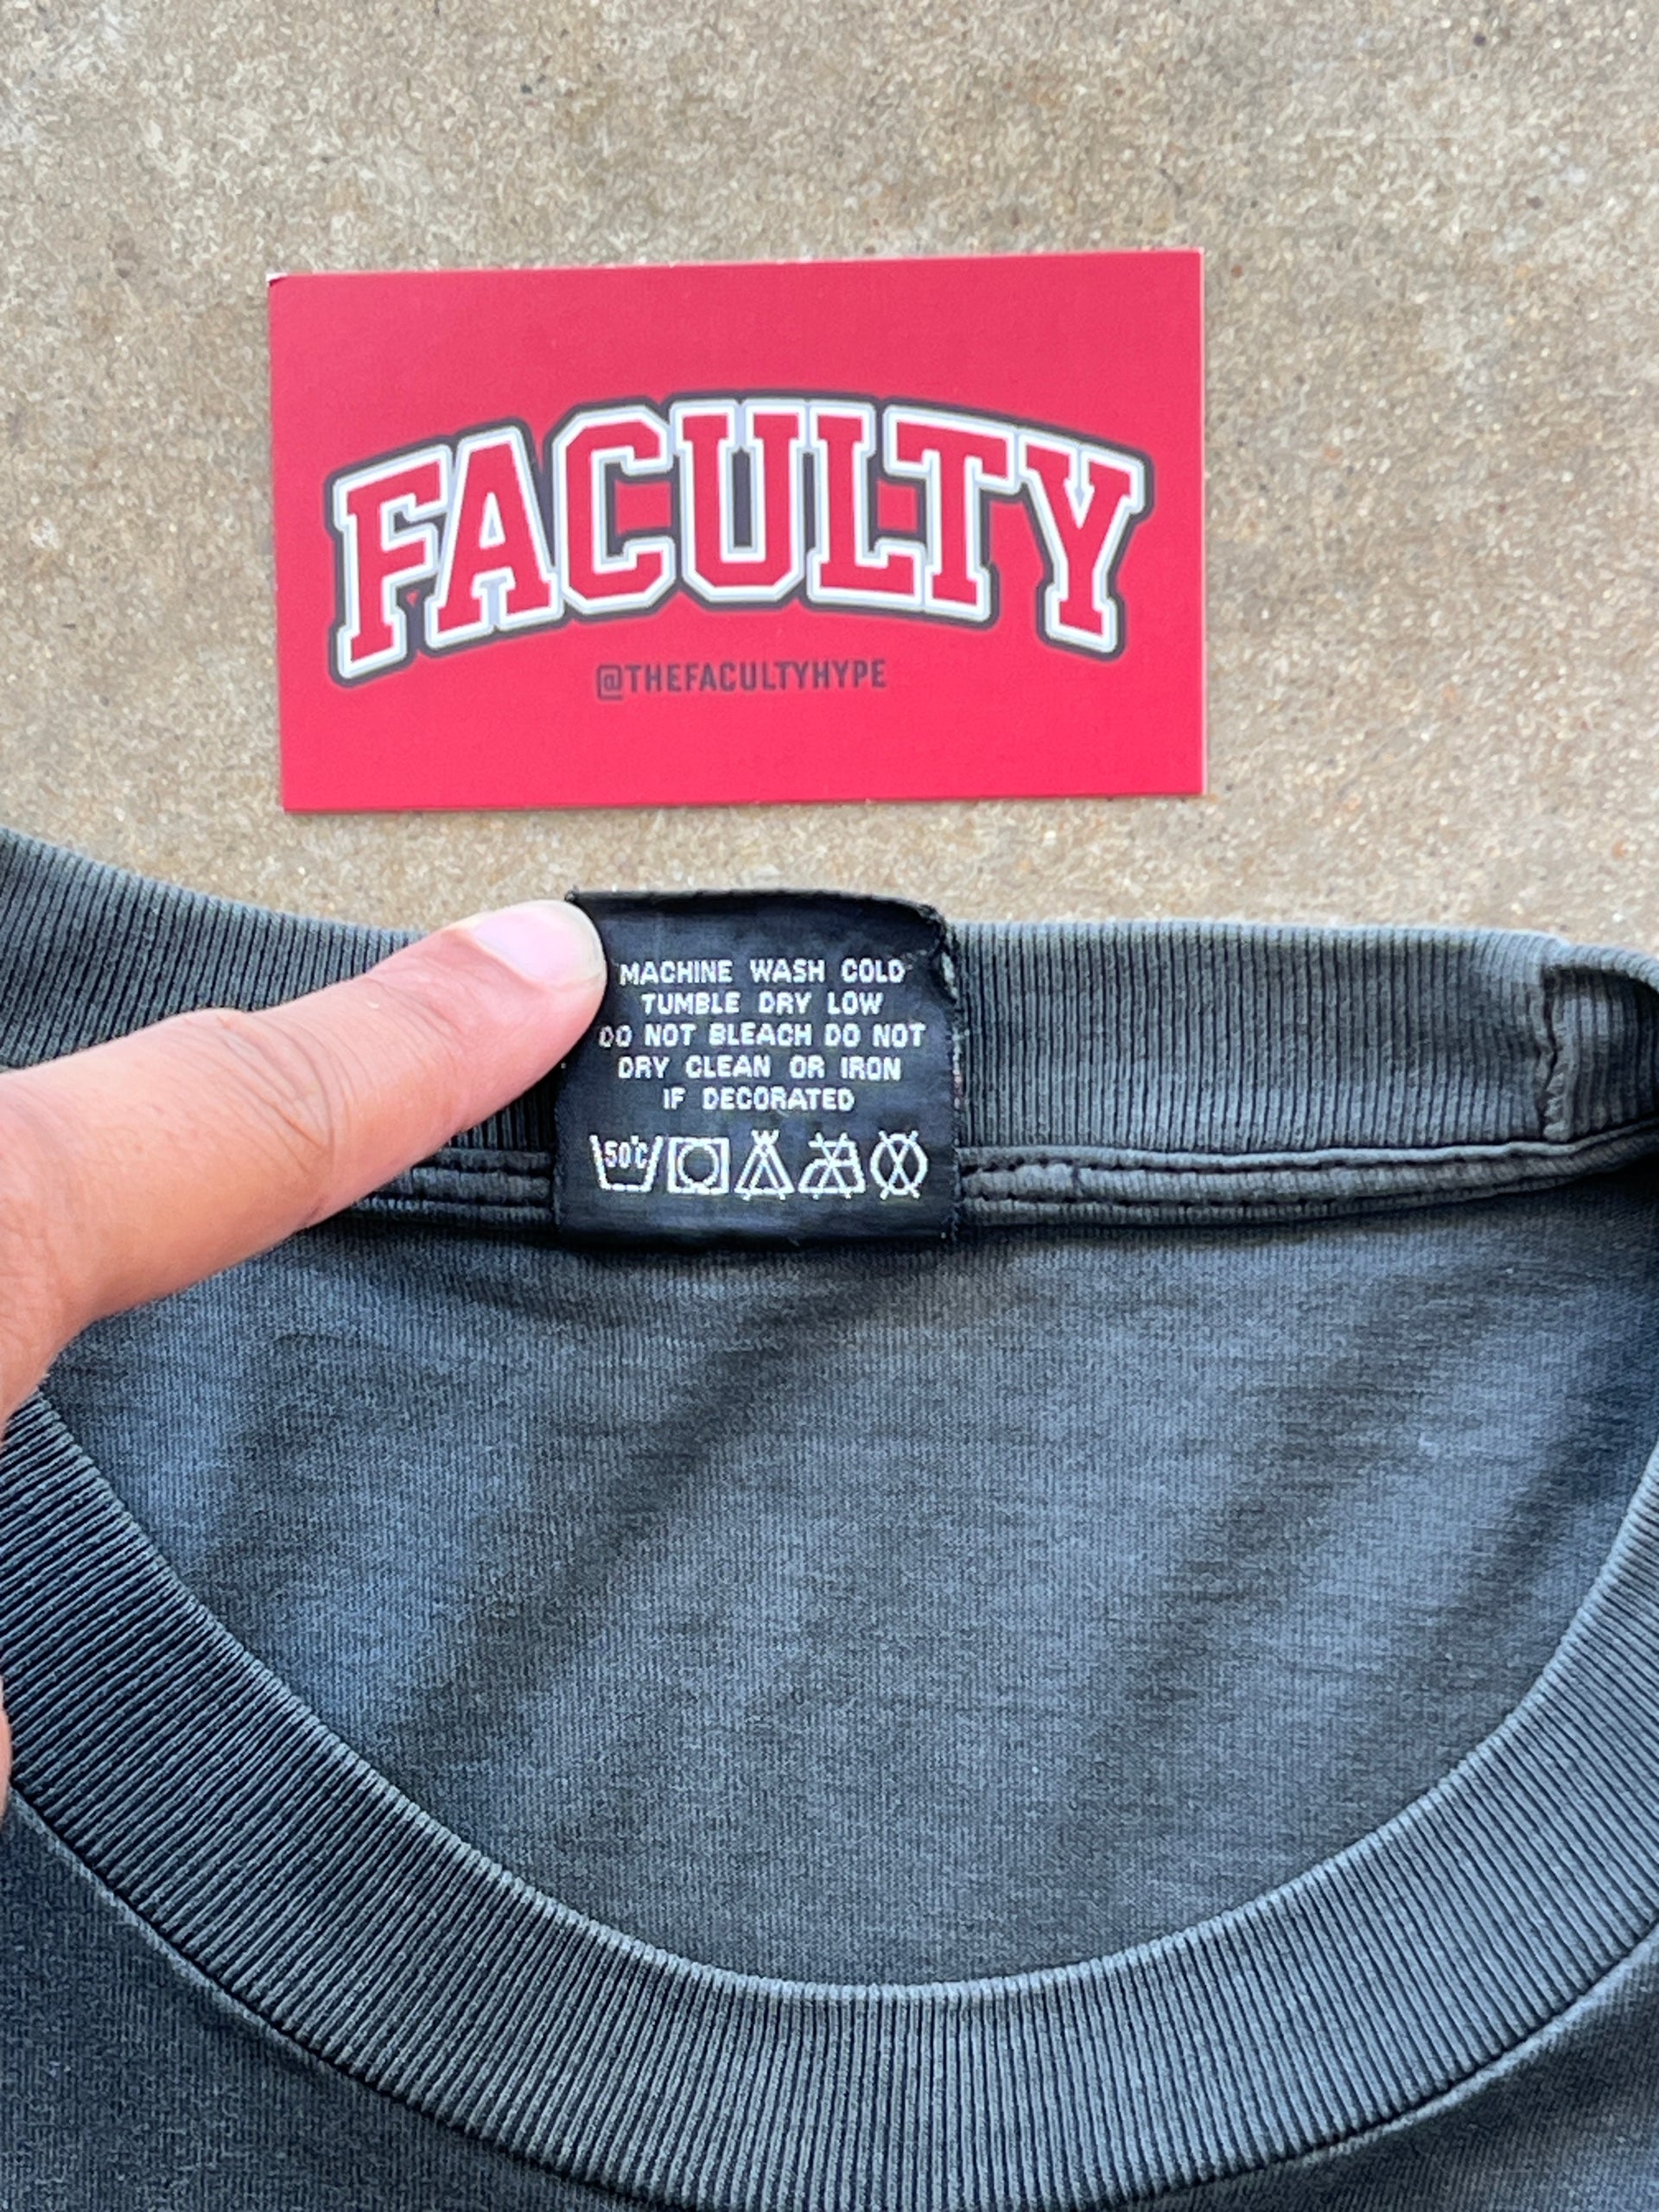 FACULTY
@THEFACULTYHYPE
MACHINE WASH COLD
TUMBLE DRY LOW
DO NOT BLEACH DO NOT
DRY CLEAN OR IRON
IF DECORATED
50°C